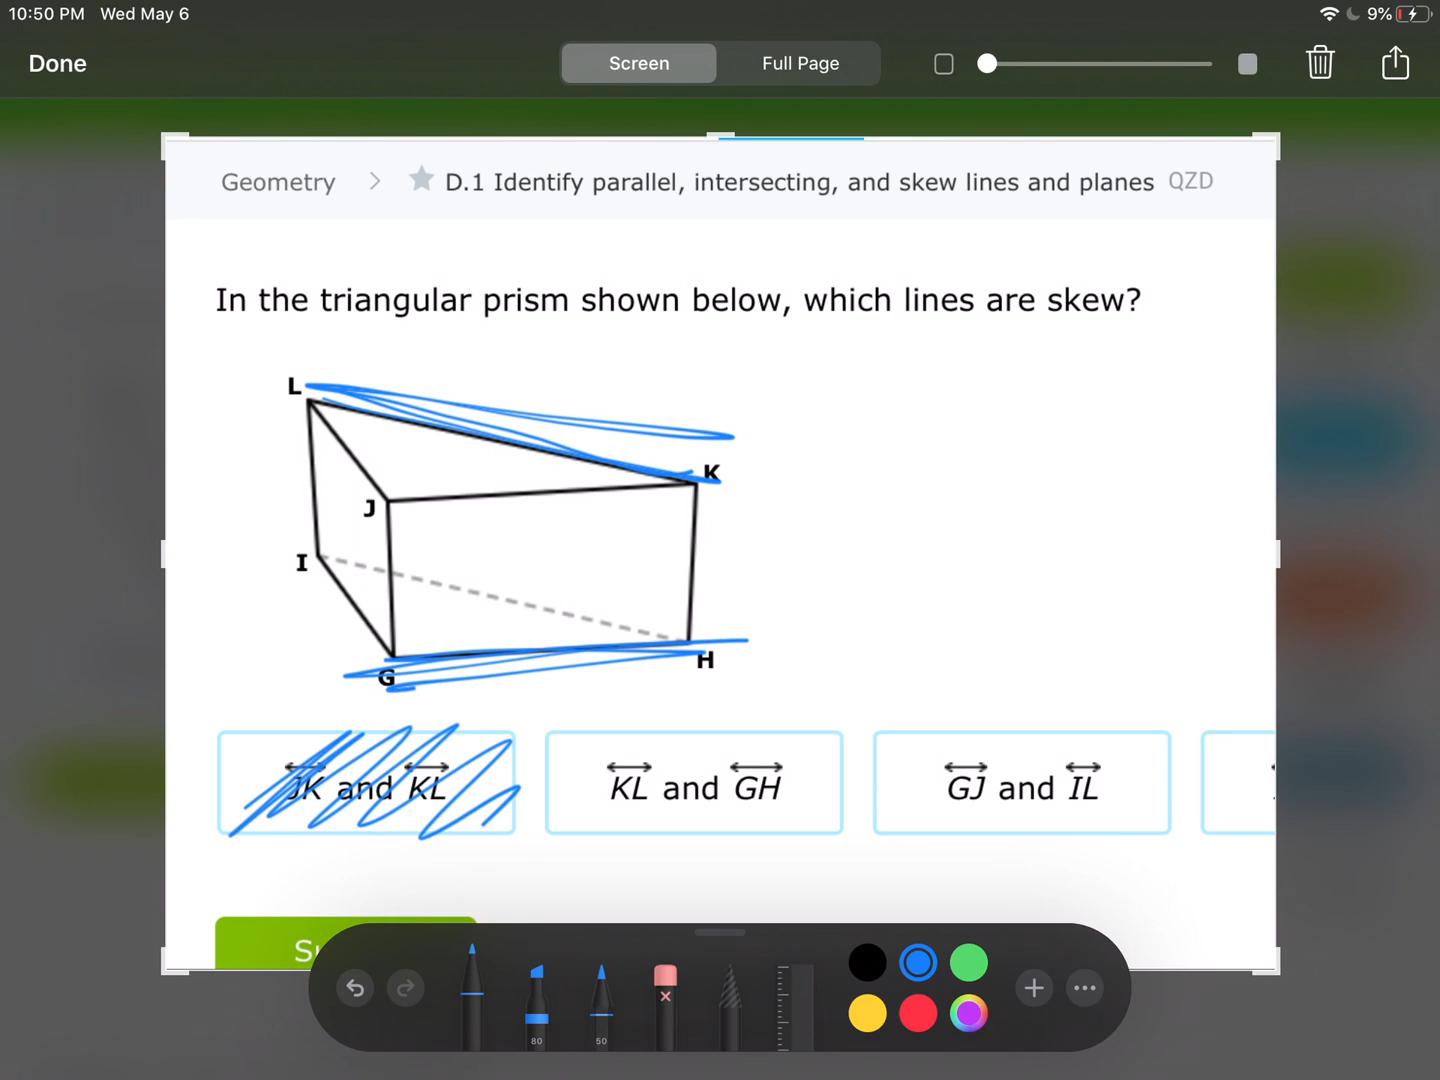 10:50 PM Wed May 6 9%
Done Screen Full Page
Geometry > D.1 Identify parallel, intersecting, and skew lines and planes QZD
In the triangular prism shown below, which lines are skew?
L
K
J
I
H
G
JK and KL KL and GH GJ and IL
80 50